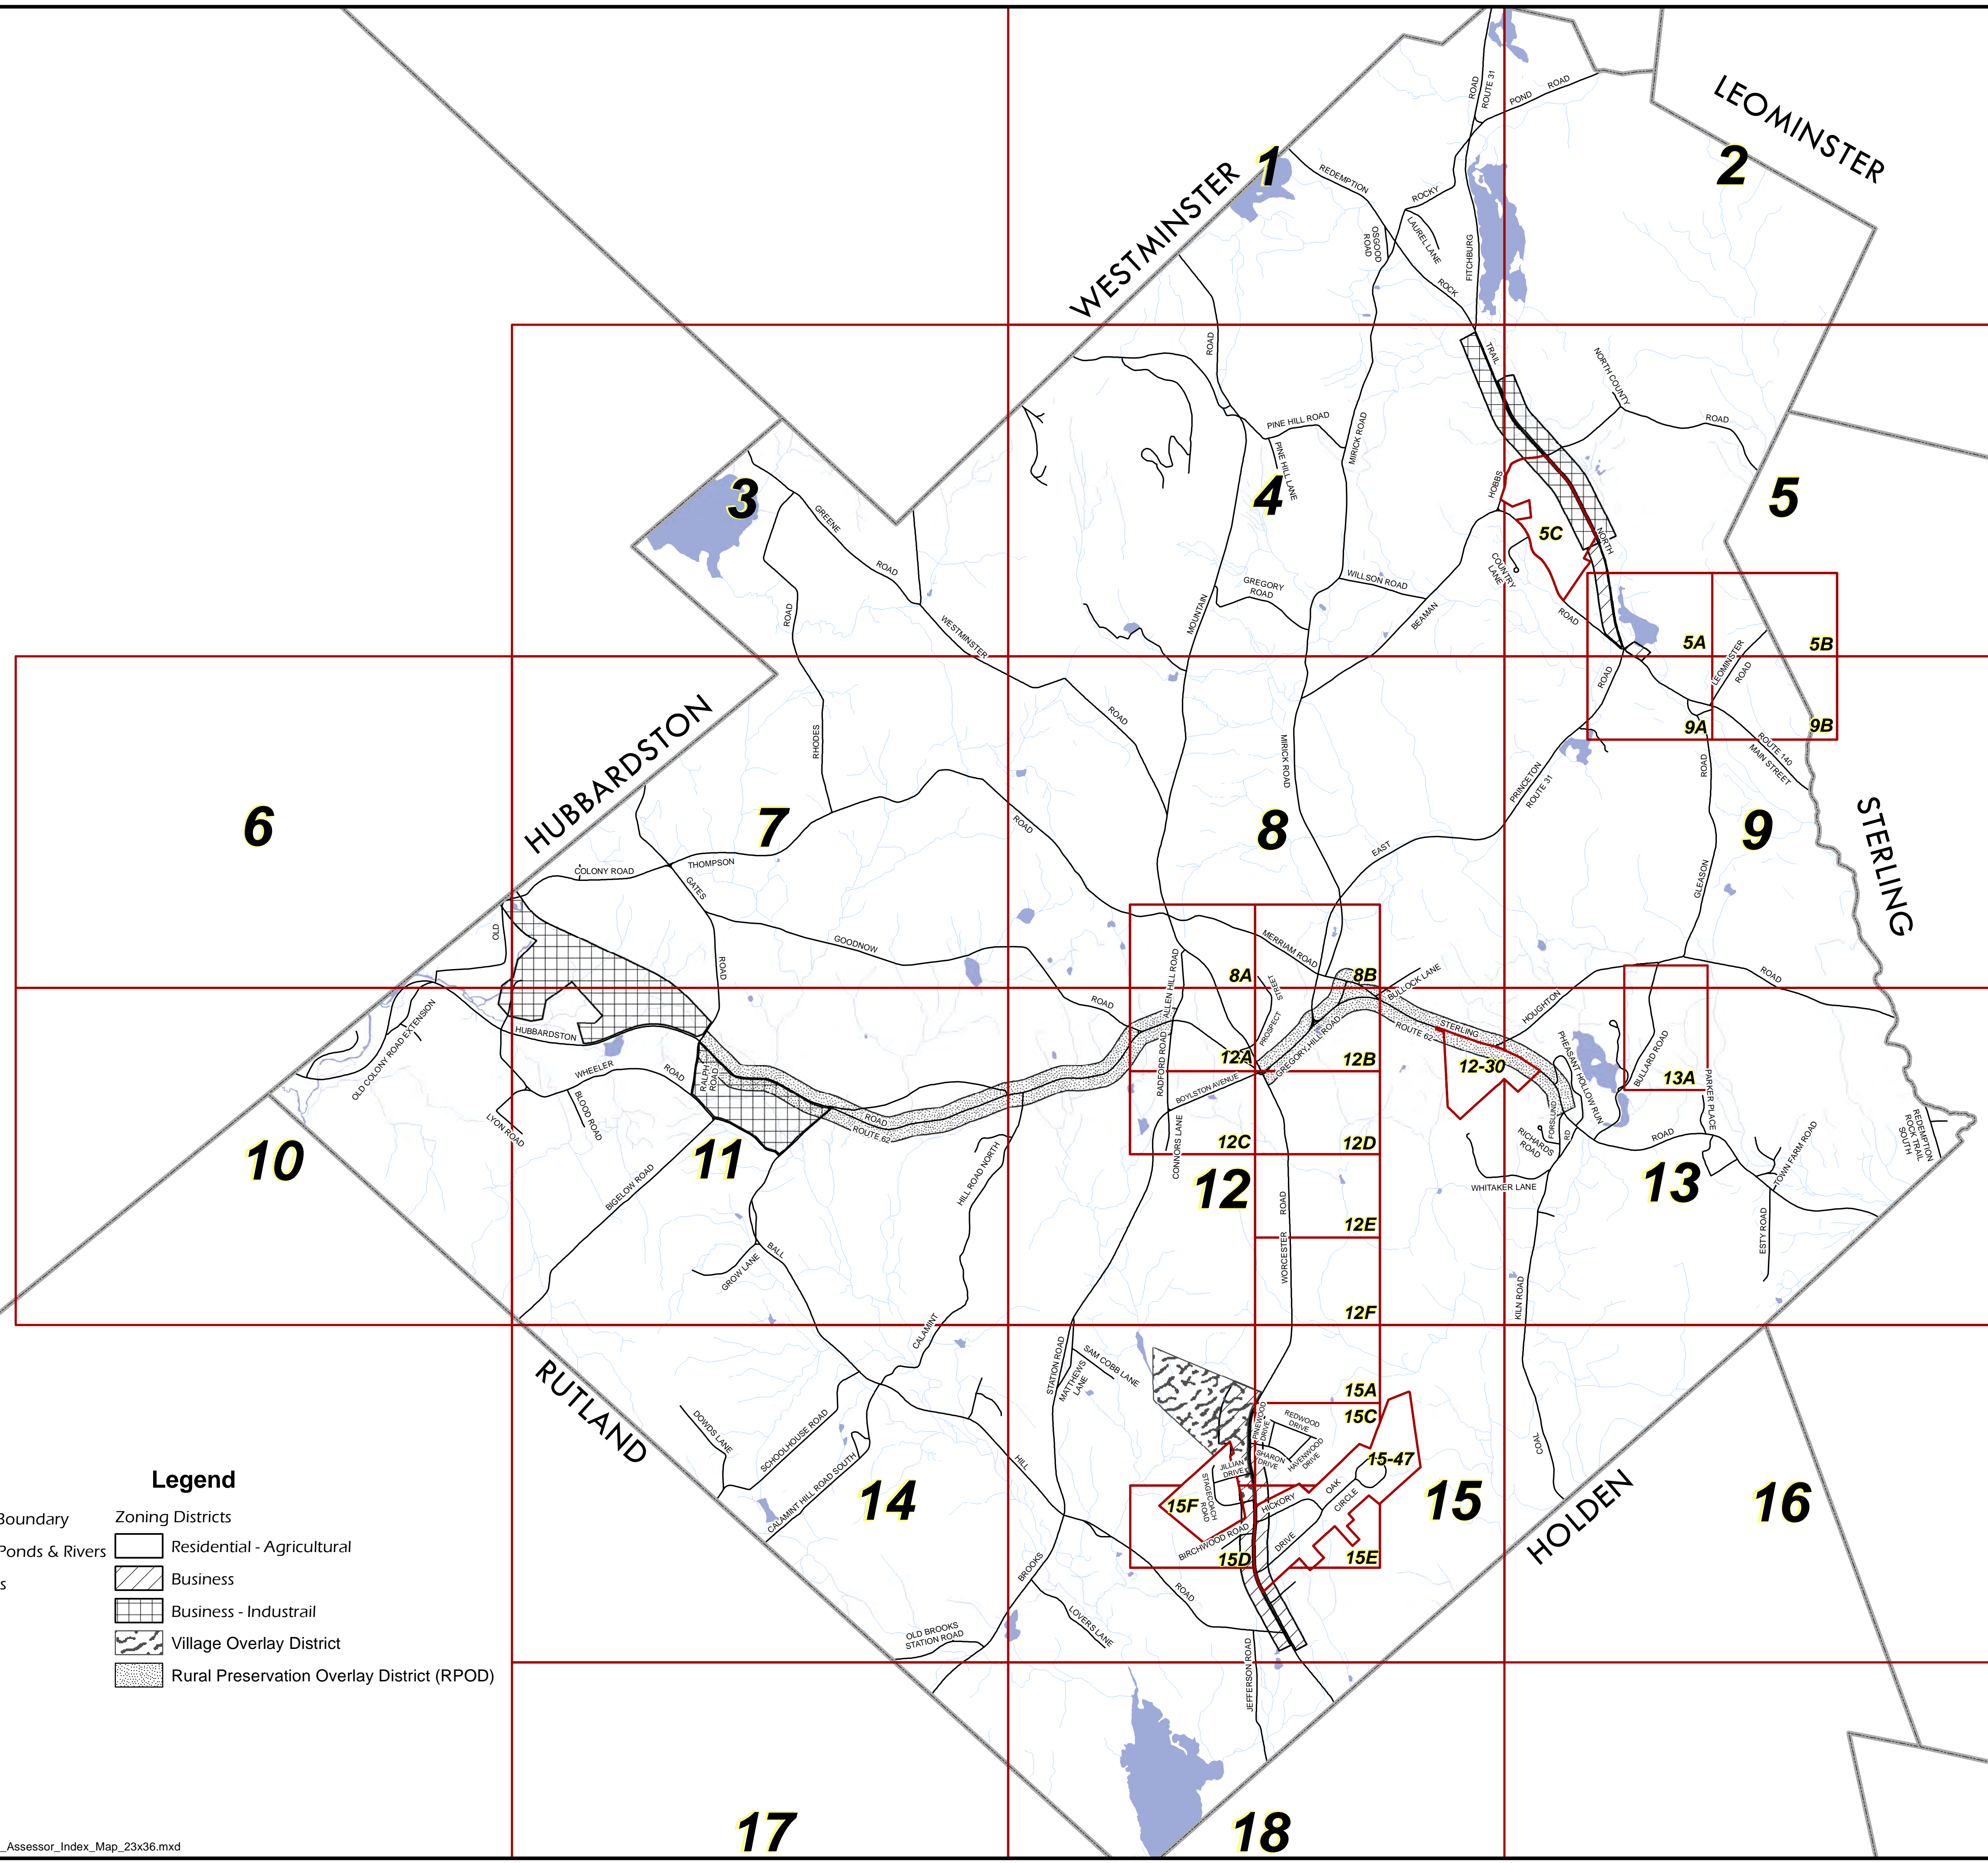 LEOMINSTER
WESTMINSTER
HUBBARDSTON
STERLING
RUTLAND
HOLDEN
1
2
3
4
5
6
7
8
9
10
11
12
13
14
15
16
17
18
5A
5B
5C
9A
9B
8A
8B
12A
12B
12C
12D
12E
12F
12-30
13A
15A
15C
15-47
15F
15D
15E
ROAD
ROUTE 31
POND
ROAD
REDEMPTION
ROCKY
OSGOOD
ROAD
LAUREL LANE
FITCHBURG
ROCK
TRAIL
ROAD
NORTH COUNTY
ROAD
PINE HILL ROAD
PINE HILL LANE
MIRICK ROAD
HOBBS
NORTH
COUNTRY
LANE
ROAD
GREENE
ROAD
ROAD
WESTMINSTER
ROAD
RHODES
GREGORY
ROAD
WILLSON ROAD
BEAMAN
MOUNTAIN
MIRICK ROAD
ROAD
LEOMINSTER
ROAD
ROUTE 140
MAIN STREET
ROAD
PRINCETON
ROUTE 31
EAST
GLEASON
ROAD
THOMPSON
COLONY ROAD
GATES
ROAD
OLD
GOODNOW
ROAD
MERRIAM ROAD
BULLOCK LANE
STREET
PROSPECT
ALLEN HILL ROAD
RADFORD ROAD
GREGORY HILL ROAD
BOYLSTON AVENUE
CONNORS LANE
STERLING
ROUTE 62
HOUGHTON
ROAD
PHEASANT HOLLOW RUN
BULLARD ROAD
PARKER PLACE
FORSLUND
RD
RICHARDS
ROAD
ROAD
WHITAKER LANE
TOWN FARM ROAD
ESTY ROAD
REDEMPTION
ROCK TRAIL
SOUTH
KILN ROAD
COAL
OLD COLONY ROAD EXTENSION
HUBBARDSTON
WHEELER
ROAD
BLOOD ROAD
LYON ROAD
RALPH
ROAD
ROAD
ROUTE 62
BIGELOW ROAD
HILL ROAD NORTH
CALAMINT
BALL
GROW LANE
ROAD
WORCESTER
STATION ROAD
SAM COBB LANE
MATTHEWS
LANE
DOWDS LANE
SCHOOLHOUSE ROAD
CALAMINT HILL ROAD SOUTH
HILL
ROAD
BROOKS
LOVERS LANE
OLD BROOKS
STATION ROAD
JEFFERSON ROAD
PINEWOOD
DRIVE
REDWOOD
DRIVE
SHARON
DRIVE
HAVENWOOD
DRIVE
JILLIAN
DRIVE
STAGECOACH
ROAD
HICKORY
OAK
CIRCLE
DRIVE
BIRCHWOOD ROAD
Legend
Boundary
Ponds & Rivers
s
Zoning Districts
Residential - Agricultural
Business
Business - Industrail
Village Overlay District
Rural Preservation Overlay District (RPOD)
_Assessor_Index_Map_23x36.mxd